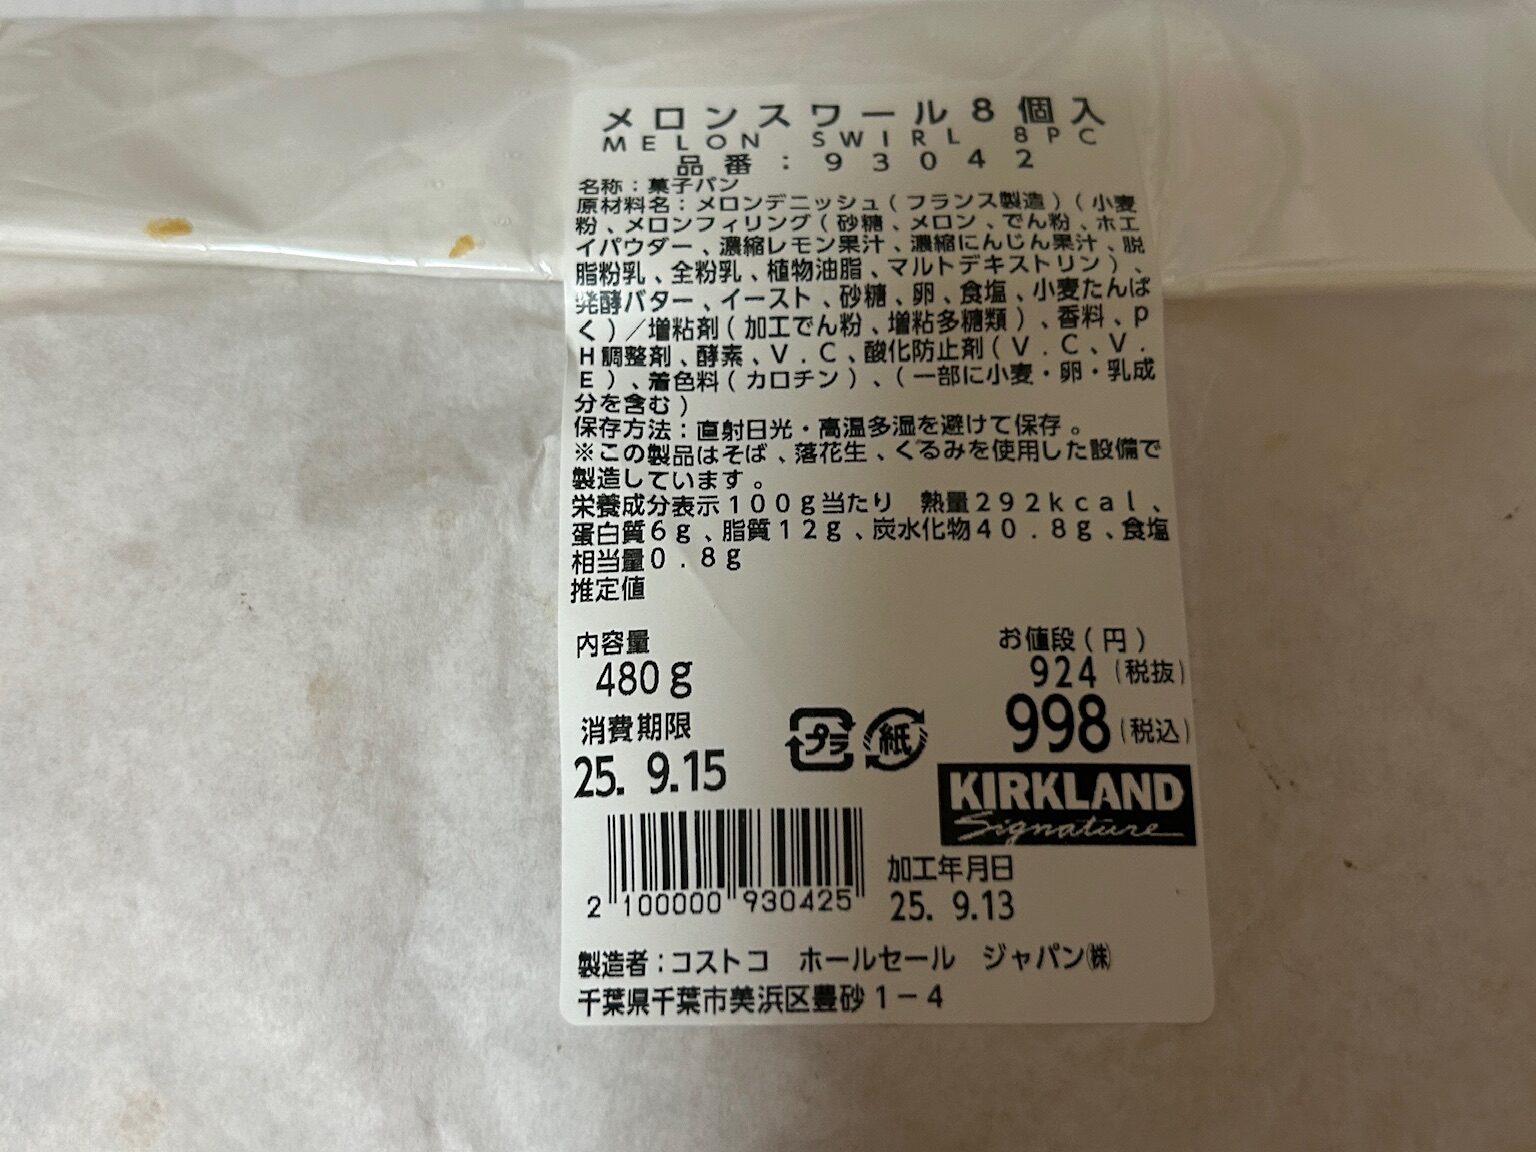 メロンスワール8個入
MELON SWIRL 8PC
品番：93042
名称：菓子パン
原材料名：メロンデニッシュ（フランス製造）（小麦
粉、メロンフィリング（砂糖、メロン、でん粉、ホエ
イパウダー、濃縮レモン果汁、濃縮にんじん果汁、脱
脂粉乳、全粉乳、植物油脂、マルトデキストリン）、
発酵バター、イースト、砂糖、卵、食塩、小麦たんぱ
く）／増粘剤（加工でん粉、増粘多糖類）、香料、p
H調整剤、酵素、V．C、酸化防止剤（V．C、V．
E）、着色料（カロチン）、（一部に小麦・卵・乳成
分を含む）
保存方法：直射日光・高温多湿を避けて保存。
※この製品はそば、落花生、くるみを使用した設備で
製造しています。
栄養成分表示100g当たり　熱量292kcal、
蛋白質6g、脂質12g、炭水化物40．8g、食塩
相当量0．8g
推定値
内容量
480g
お値段（円）
924（税抜）
998（税込）
消費期限
25. 9.15
プラ 紙
KIRKLAND
Signature
2 100000 930425
加工年月日
25. 9.13
製造者：コストコ　ホールセール　ジャパン㈱
千葉県千葉市美浜区豊砂1－4